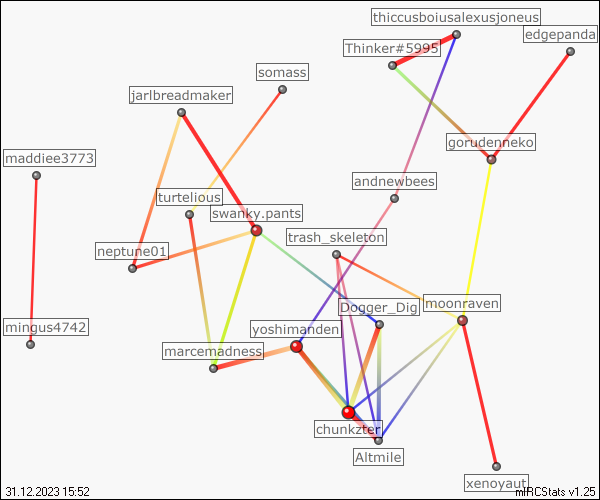 thiccusboiusalexusjoneus
edgepanda
Thinker#5995
somass
jarlbreadmaker
gorudenneko
maddiee3773
andnewbees
turtelious
swanky.pants
trash_skeleton
neptune01
Dogger_Dig
moonraven
mingus4742
yoshimanden
marcemadness
chunkzter
Altmile
xenoyaut
31.12.2023 15:52
mIRCStats v1.25